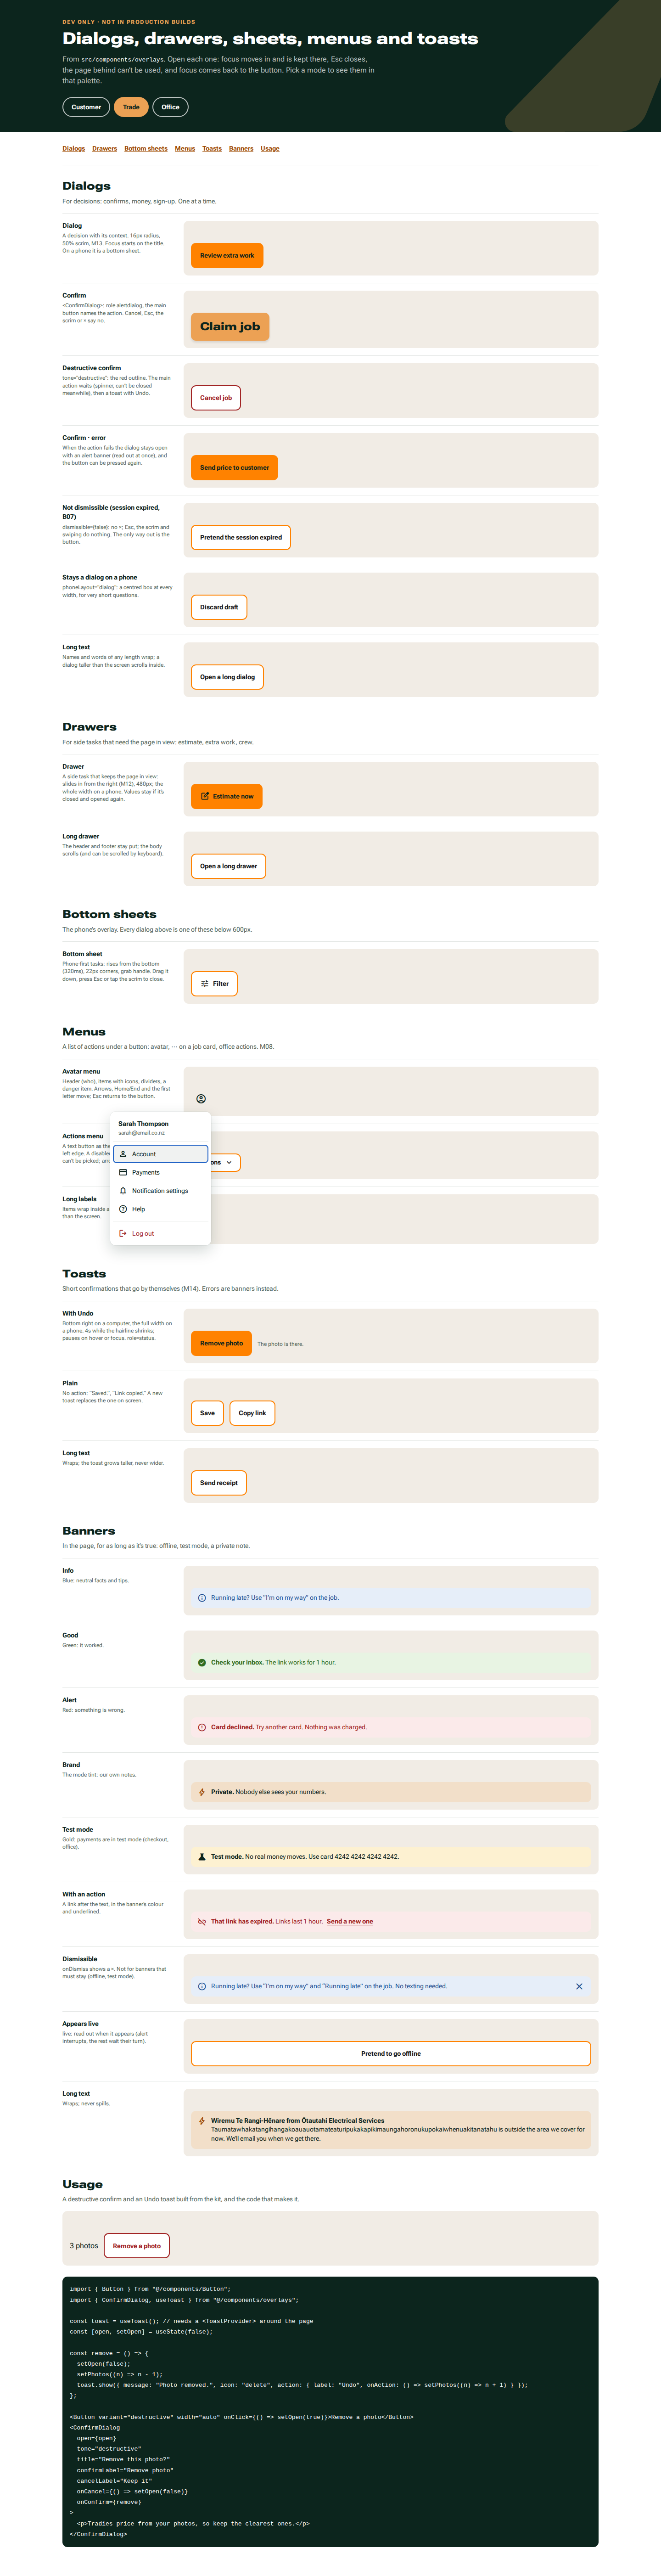 DEV ONLY · NOT IN PRODUCTION BUILDS
Dialogs, drawers, sheets, menus and toasts
From src/components/overlays. Open each one: focus moves in and is kept there, Esc closes,
the page behind can't be used, and focus comes back to the button. Pick a mode to see them in
that palette.
Customer
Trade
Office
Dialogs
Drawers
Bottom sheets
Menus
Toasts
Banners
Usage
Dialogs
For decisions: confirms, money, sign-up. One at a time.
Dialog
A decision with its context. 16px radius,
50% scrim, M13. Focus starts on the title.
On a phone it is a bottom sheet.
Review extra work
Confirm
<ConfirmDialog>: role alertdialog, the main
button names the action. Cancel, Esc, the
scrim or × say no.
Claim job
Destructive confirm
tone="destructive": the red outline. The main
action waits (spinner, can't be closed
meanwhile), then a toast with Undo.
Cancel job
Confirm · error
When the action fails the dialog stays open
with an alert banner (read out at once), and
the button can be pressed again.
Send price to customer
Not dismissible (session expired,
B07)
dismissible={false}: no ×; Esc, the scrim and
swiping do nothing. The only way out is the
button.
Pretend the session expired
Stays a dialog on a phone
phoneLayout="dialog": a centred box at every
width, for very short questions.
Discard draft
Long text
Names and words of any length wrap; a
dialog taller than the screen scrolls inside.
Open a long dialog
Drawers
For side tasks that need the page in view: estimate, extra work, crew.
Drawer
A side task that keeps the page in view:
slides in from the right (M12), 480px; the
whole width on a phone. Values stay if it's
closed and opened again.
Estimate now
Long drawer
The header and footer stay put; the body
scrolls (and can be scrolled by keyboard).
Open a long drawer
Bottom sheets
The phone's overlay. Every dialog above is one of these below 600px.
Bottom sheet
Phone-first tasks: rises from the bottom
(320ms), 22px corners, grab handle. Drag it
down, press Esc or tap the scrim to close.
Filter
Menus
A list of actions under a button: avatar, ⋯ on a job card, office actions. M08.
Avatar menu
Header (who), items with icons, dividers, a
danger item. Arrows, Home/End and the first
letter move; Esc returns to the button.
Sarah Thompson
sarah@email.co.nz
Account
Payments
Notification settings
Help
Log out
Actions menu
A text button as the
left edge. A disabled
can't be picked: arr
ons
Long labels
Items wrap inside a
than the screen.
Toasts
Short confirmations that go by themselves (M14). Errors are banners instead.
With Undo
Bottom right on a computer, the full width on
a phone. 4s while the hairline shrinks;
pauses on hover or focus. role=status.
Remove photo
The photo is there.
Plain
No action: "Saved.", "Link copied." A new
toast replaces the one on screen.
Save
Copy link
Long text
Wraps; the toast grows taller, never wider.
Send receipt
Banners
In the page, for as long as it's true: offline, test mode, a private note.
Info
Blue: neutral facts and tips.
Running late? Use "I'm on my way" on the job.
Good
Green: it worked.
Check your inbox. The link works for 1 hour.
Alert
Red: something is wrong.
Card declined. Try another card. Nothing was charged.
Brand
The mode tint: our own notes.
Private. Nobody else sees your numbers.
Test mode
Gold: payments are in test mode (checkout,
office).
Test mode. No real money moves. Use card 4242 4242 4242 4242.
With an action
A link after the text, in the banner's colour
and underlined.
That link has expired. Links last 1 hour. Send a new one
Dismissible
onDismiss shows a ×. Not for banners that
must stay (offline, test mode).
Running late? Use "I'm on my way" and "Running late" on the job. No texting needed.
Appears live
live: read out when it appears (alert
interrupts, the rest wait their turn).
Pretend to go offline
Long text
Wraps; never spills.
Wiremu Te Rangi-Hēnare from Ōtautahi Electrical Services
Taumatawhakatangihangakoauauotamateaturipukakapikimaungahoronukupokaiwhenuakitanatahu is outside the area we cover for
now. We'll email you when we get there.
Usage
A destructive confirm and an Undo toast built from the kit, and the code that makes it.
3 photos
Remove a photo
import { Button } from "@/components/Button";
import { ConfirmDialog, useToast } from "@/components/overlays";
const toast = useToast(); // needs a <ToastProvider> around the page
const [open, setOpen] = useState(false);
const remove = () => {
setOpen(false);
setPhotos((n) => n - 1);
toast.show({ message: "Photo removed.", icon: "delete", action: { label: "Undo", onAction: () => setPhotos((n) => n + 1) } });
};
<Button variant="destructive" width="auto" onClick={() => setOpen(true)}>Remove a photo</Button>
<ConfirmDialog
open={open}
tone="destructive"
title="Remove this photo?"
confirmLabel="Remove photo"
cancelLabel="Keep it"
onCancel={() => setOpen(false)}
onConfirm={remove}
>
<p>Tradies price from your photos, so keep the clearest ones.</p>
</ConfirmDialog>